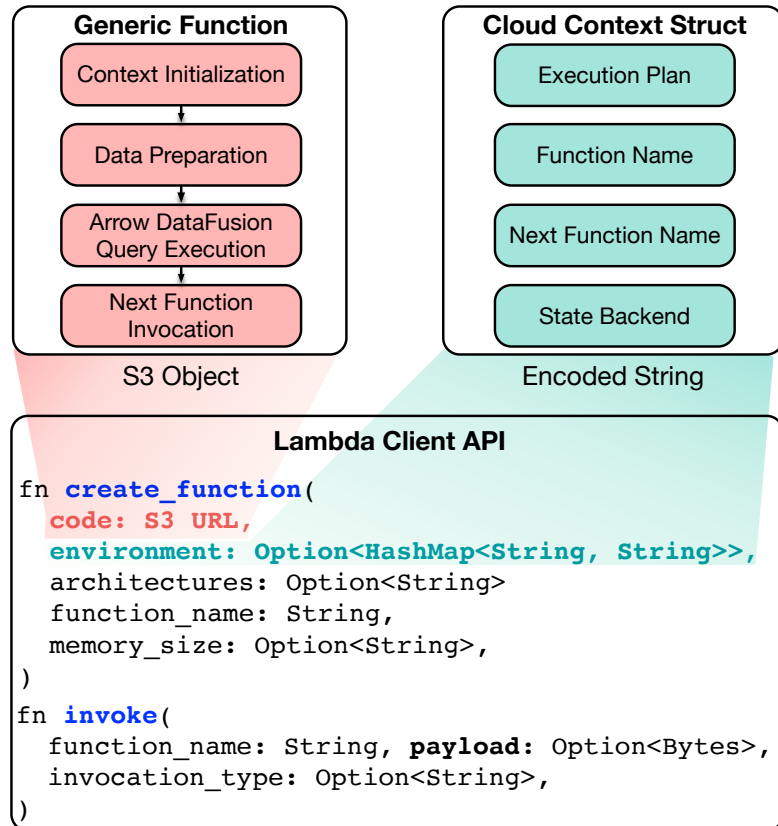 Generic Function
Context Initialization
Data Preparation
Arrow DataFusion
Query Execution
Next Function
Invocation
S3 Object
Cloud Context Struct
Execution Plan
Function Name
Next Function Name
State Backend
Encoded String
Lambda Client API
fn create_function(
code: S3 URL,
environment: Option<HashMap<String, String>>,
architectures: Option<String>
function_name: String,
memory_size: Option<String>,
)
fn invoke(
function_name: String, payload: Option<Bytes>,
invocation_type: Option<String>,
)